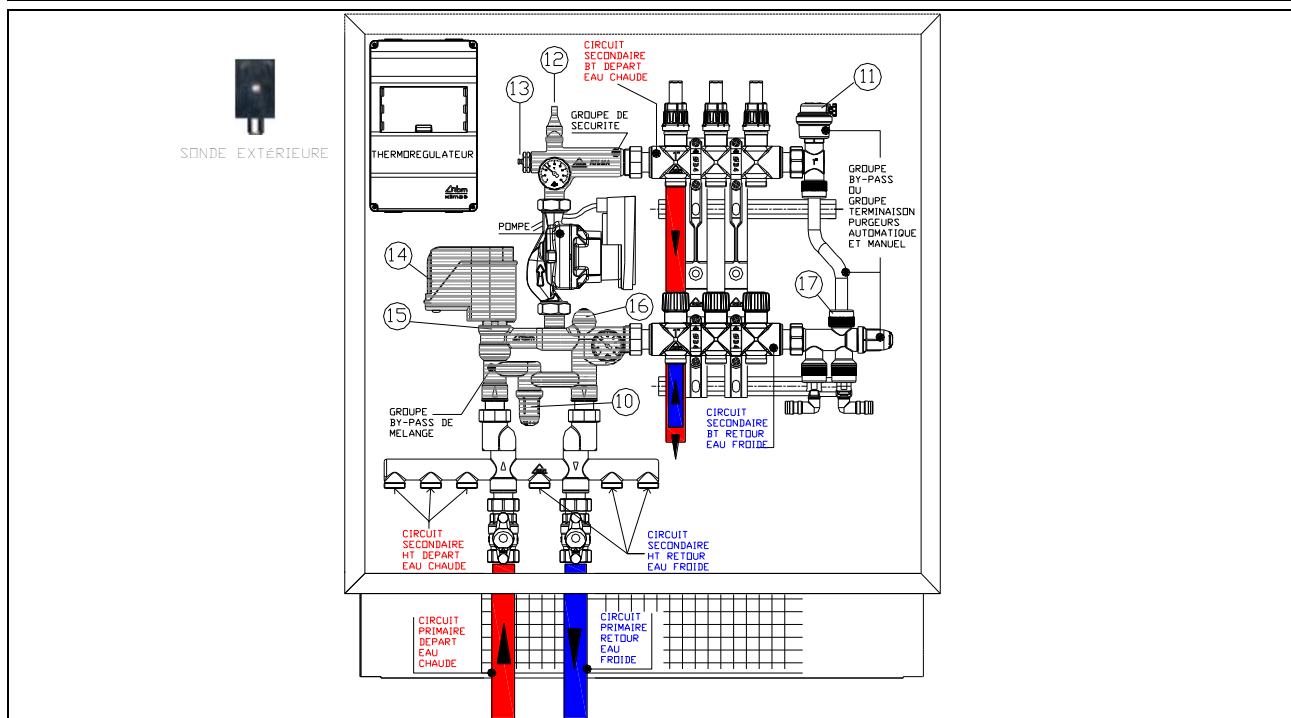 CIRCUIT
SECONDAIRE
BT DEPART
EAU CHAUDE
12
13
11
GROUPE DE
SECURITE
SONDE EXTÉRIEURE
THERMOREGULATEUR
GROUPE
BY-PASS
OU
GROUPE
TERMINAISON
PURGEURS
AUTOMATIQUE
ET MANUEL
POMPE
14
17
16
15
10
GROUPE
BY-PASS DE
MELANGE
CIRCUIT
SECONDAIRE
BT RETOUR
EAU FROIDE
CIRCUIT
SECONDAIRE
HT DEPART
EAU CHAUDE
CIRCUIT
SECONDAIRE
HT RETOUR
EAU FROIDE
CIRCUIT
PRIMAIRE
DEPART
EAU
CHAUDE
CIRCUIT
PRIMAIRE
RETOUR
EAU
FROIDE